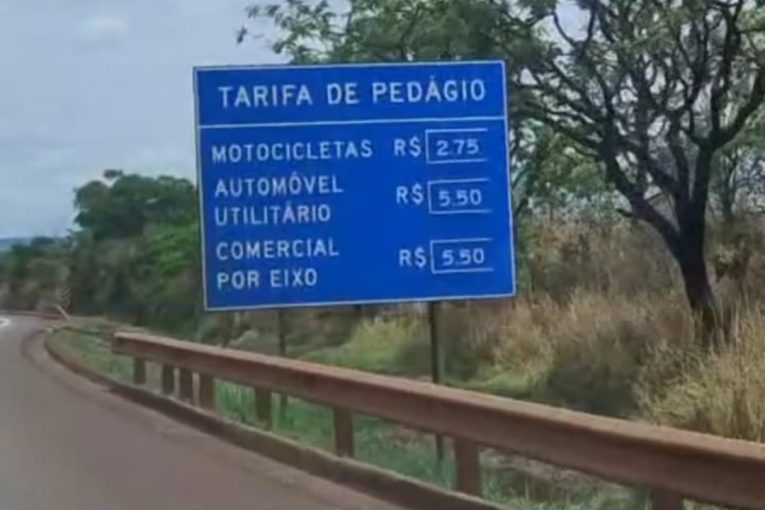 TARIFA DE PEDÁGIO
MOTOCICLETAS R$ 2.75
AUTOMÓVEL
UTILITÁRIO R$ 5.50
COMERCIAL
POR EIXO R$ 5.50